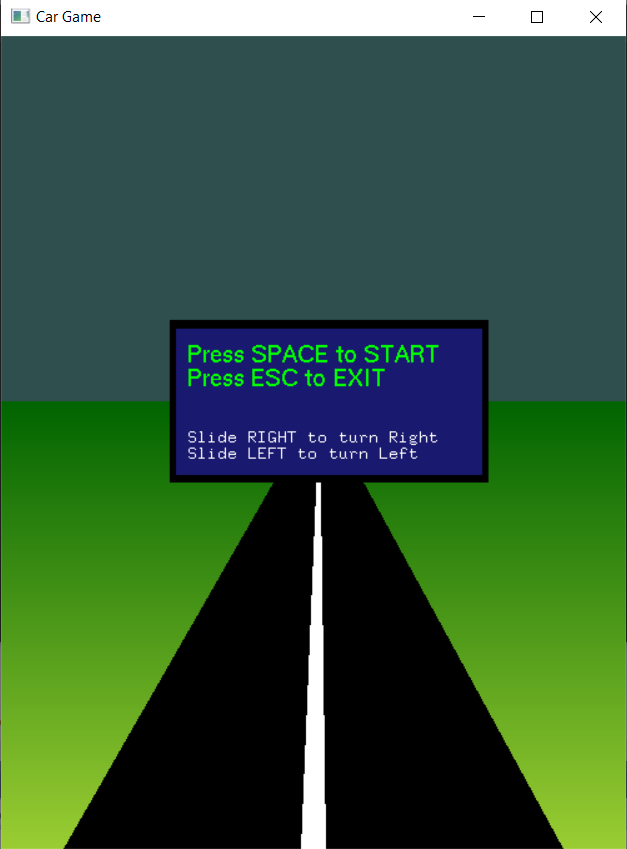 Car Game
Press SPACE to START
Press ESC to EXIT
Slide RIGHT to turn Right
Slide LEFT to turn Left